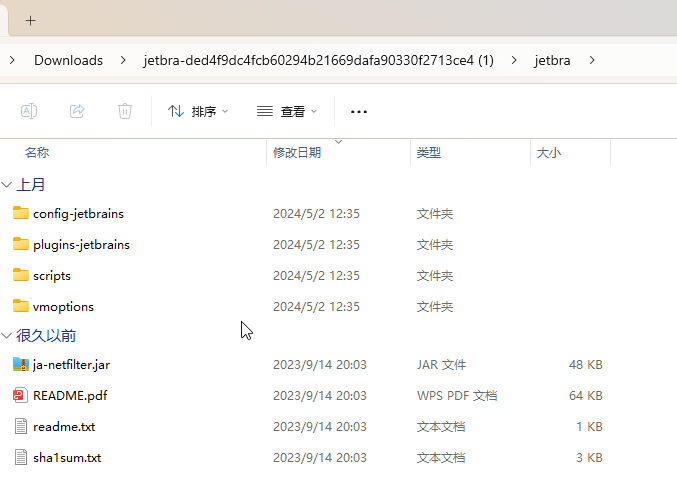 Downloads jetbra-ded4f9dc4fcb60294b21669dafa90330f2713ce4 (1) jetbra
排序 查看
名称 修改日期 类型 大小
上月
config-jetbrains 2024/5/2 12:35 文件夹
plugins-jetbrains 2024/5/2 12:35 文件夹
scripts 2024/5/2 12:35 文件夹
vmoptions 2024/5/2 12:35 文件夹
很久以前
ja-netfilter.jar 2023/9/14 20:03 JAR 文件 48 KB
README.pdf 2023/9/14 20:03 WPS PDF 文档 64 KB
readme.txt 2023/9/14 20:03 文本文档 1 KB
sha1sum.txt 2023/9/14 20:03 文本文档 3 KB